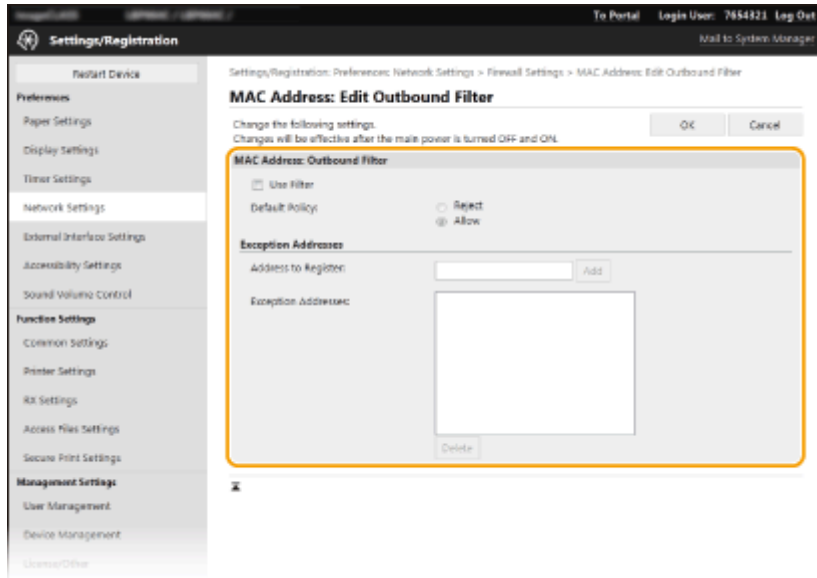 To Portal Login User: 7654321 Log Out
Settings/Registration
Mail to System Manager
Restart Device
Preferences
Paper Settings
Display Settings
Timer Settings
Network Settings
External Interface Settings
Accessibility Settings
Sound Volume Control
Function Settings
Common Settings
Printer Settings
RX Settings
Access Files Settings
Secure Print Settings
Management Settings
User Management
Device Management
License/Other
Settings/Registration: Preferences: Network Settings > Firewall Settings > MAC Address: Edit Outbound Filter
MAC Address: Edit Outbound Filter
Change the following settings.
Changes will be effective after the main power is turned OFF and ON.
OK Cancel
MAC Address: Outbound Filter
Use Filter
Default Policy: Reject
Allow
Exception Addresses
Address to Register: Add
Exception Addresses:
Delete